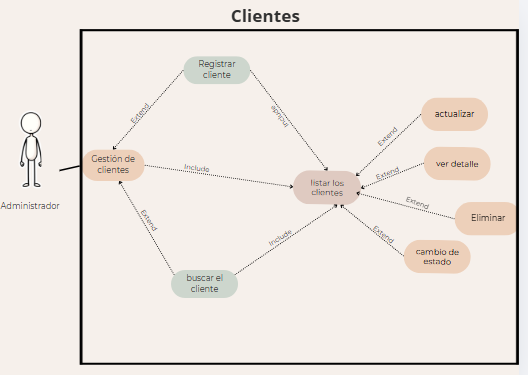 Clientes
Registrar
cliente
Extend
Include
actualizar
Extend
Administrador
Gestión de
clientes
Include
listar los
clientes
Extend
ver detalle
Extend
Eliminar
Extend
Include
Extend
cambio de
estado
buscar el
cliente